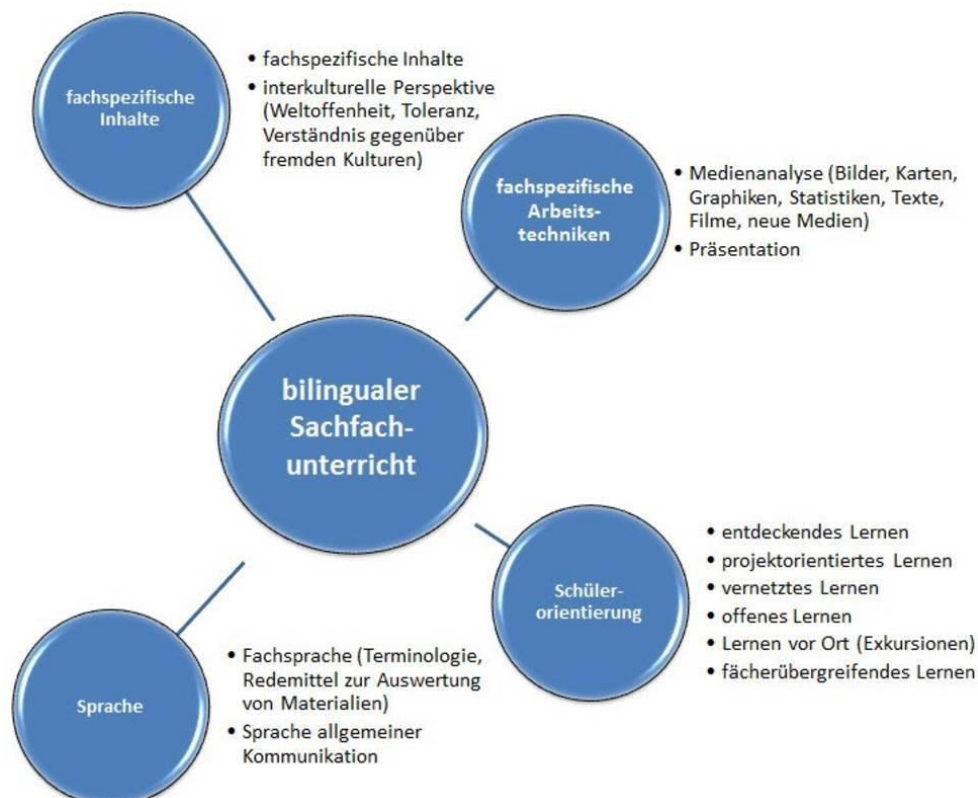 fachspezifische
Inhalte
• fachspezifische Inhalte
• interkulturelle Perspektive
(Weltoffenheit, Toleranz,
Verständnis gegenüber
fremden Kulturen)
fachspezifische
Arbeits-
techniken
• Medienanalyse (Bilder, Karten,
Graphiken, Statistiken, Texte,
Filme, neue Medien)
• Präsentation
bilingualer
Sachfach-
unterricht
Schüler-
orientierung
• entdeckendes Lernen
• projektorientiertes Lernen
• vernetztes Lernen
• offenes Lernen
• Lernen vor Ort (Exkursionen)
• fächerübergreifendes Lernen
Sprache
• Fachsprache (Terminologie,
Redemittel zur Auswertung
von Materialien)
• Sprache allgemeiner
Kommunikation